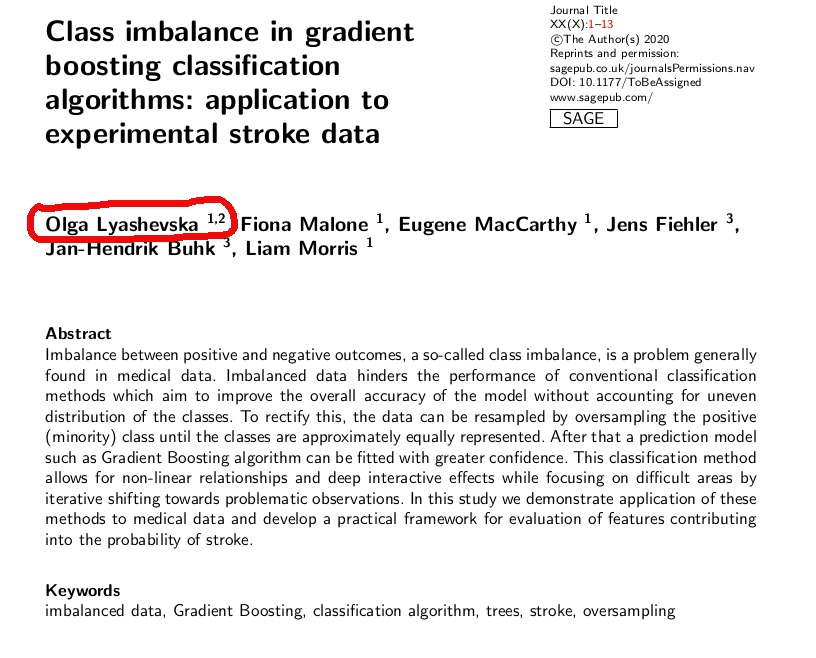 Class imbalance in gradient
boosting classification
algorithms: application to
experimental stroke data
Journal Title
XX(X):1–13
©The Author(s) 2020
Reprints and permission:
sagepub.co.uk/journalsPermissions.nav
DOI: 10.1177/ToBeAssigned
www.sagepub.com/
SAGE
Olga Lyashevska 1,2 Fiona Malone 1, Eugene MacCarthy 1, Jens Fiehler 3,
Jan-Hendrik Buhk 3, Liam Morris 1
Abstract
Imbalance between positive and negative outcomes, a so-called class imbalance, is a problem generally
found in medical data. Imbalanced data hinders the performance of conventional classification
methods which aim to improve the overall accuracy of the model without accounting for uneven
distribution of the classes. To rectify this, the data can be resampled by oversampling the positive
(minority) class until the classes are approximately equally represented. After that a prediction model
such as Gradient Boosting algorithm can be fitted with greater confidence. This classification method
allows for non-linear relationships and deep interactive effects while focusing on difficult areas by
iterative shifting towards problematic observations. In this study we demonstrate application of these
methods to medical data and develop a practical framework for evaluation of features contributing
into the probability of stroke.
Keywords
imbalanced data, Gradient Boosting, classification algorithm, trees, stroke, oversampling